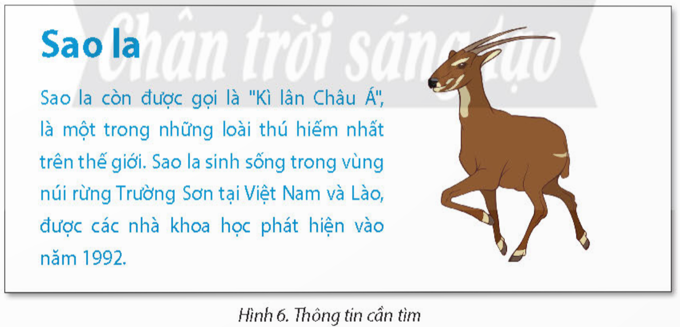 Chân trời sáng tạo
Sao la
Sao la còn được gọi là "Kì lân Châu Á",
là một trong những loài thú hiếm nhất
trên thế giới. Sao la sinh sống trong vùng
núi rừng Trường Sơn tại Việt Nam và Lào,
được các nhà khoa học phát hiện vào
năm 1992.
Hình 6. Thông tin cần tìm